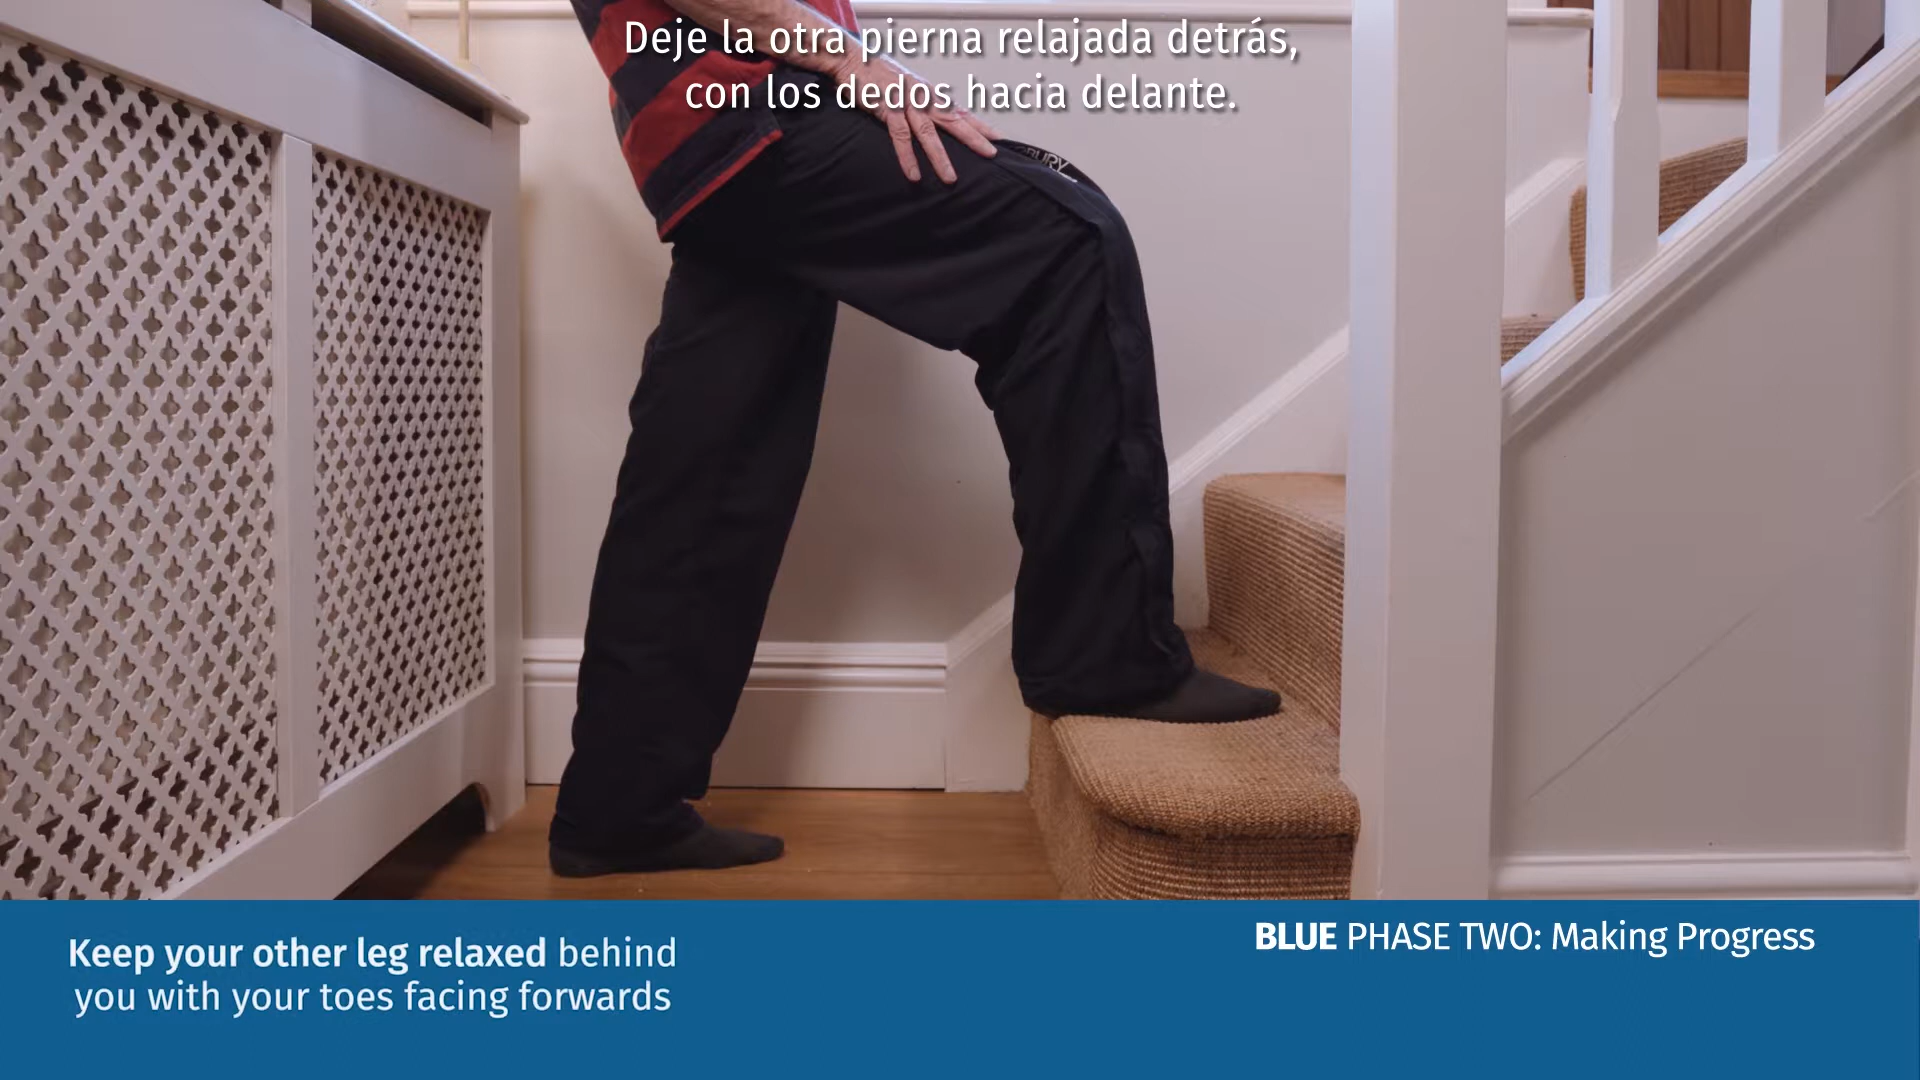 Deje la otra pierna relajada detrás,
con los dedos hacia delante.
BLUE PHASE TWO: Making Progress
Keep your other leg relaxed behind
you with your toes facing forwards